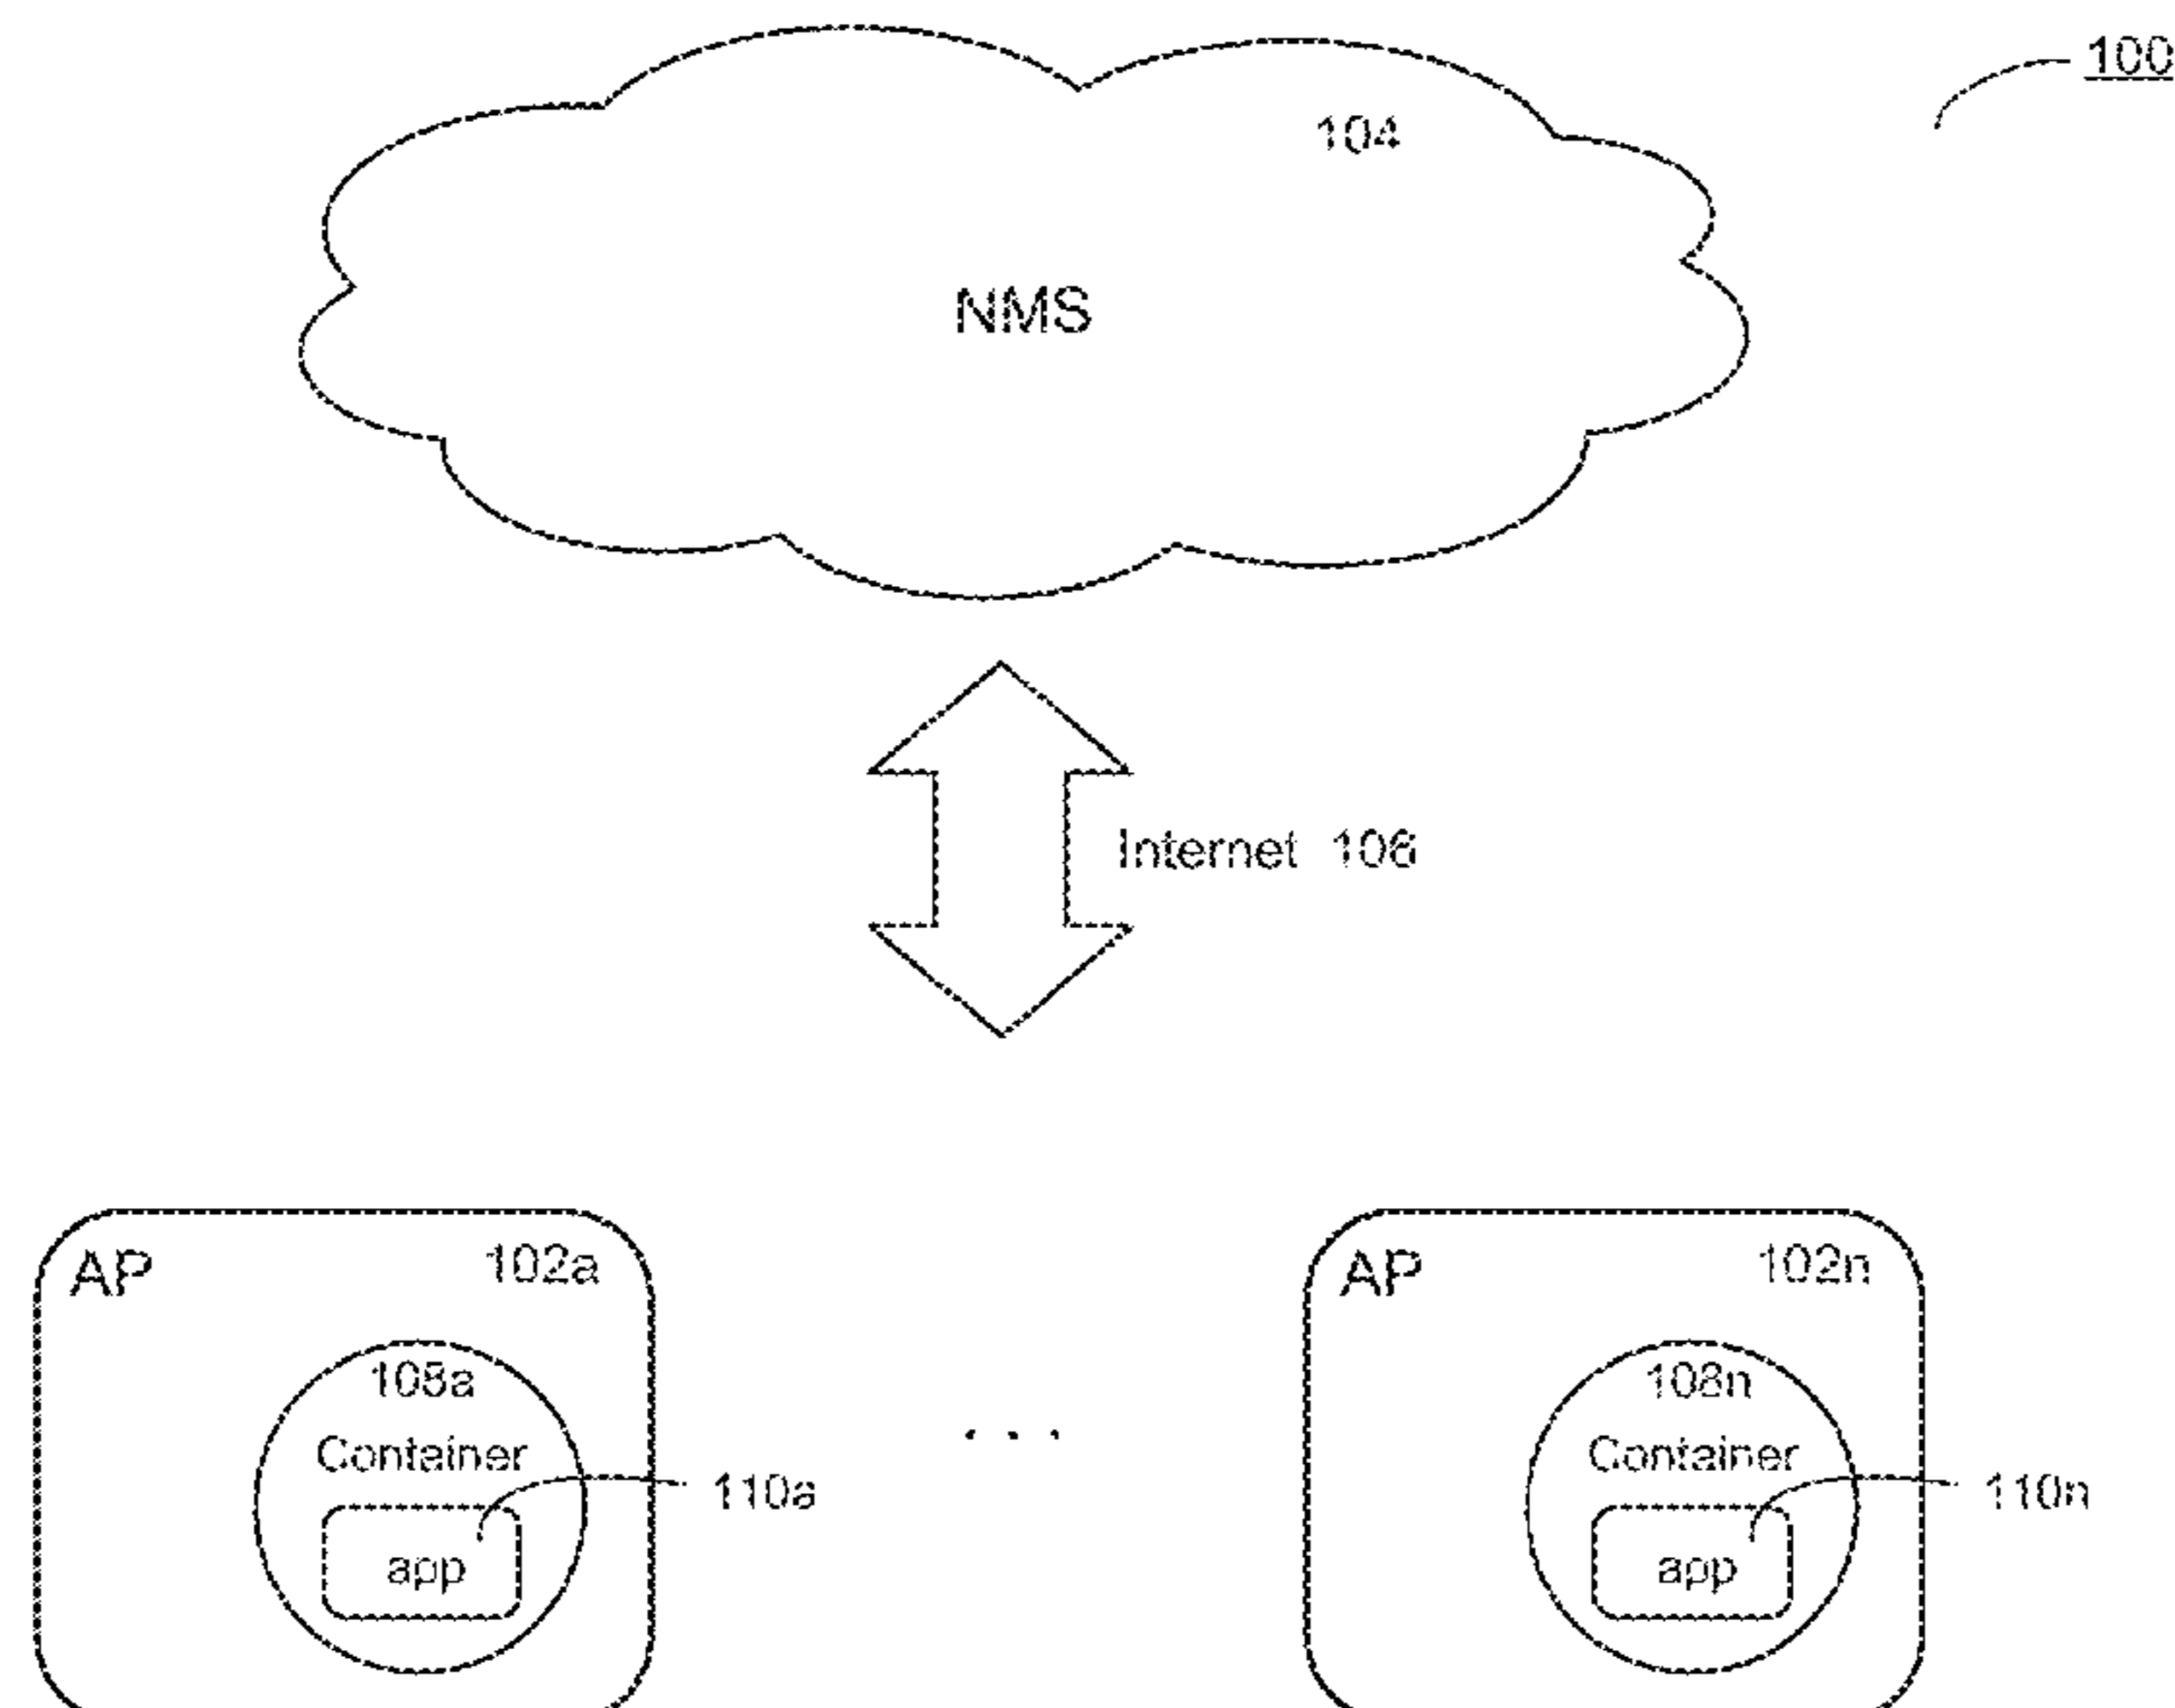 100
104
NMS
Internet 106
AP 102a
108a
Container
110a
app
...
AP 102n
108n
Container
110n
app